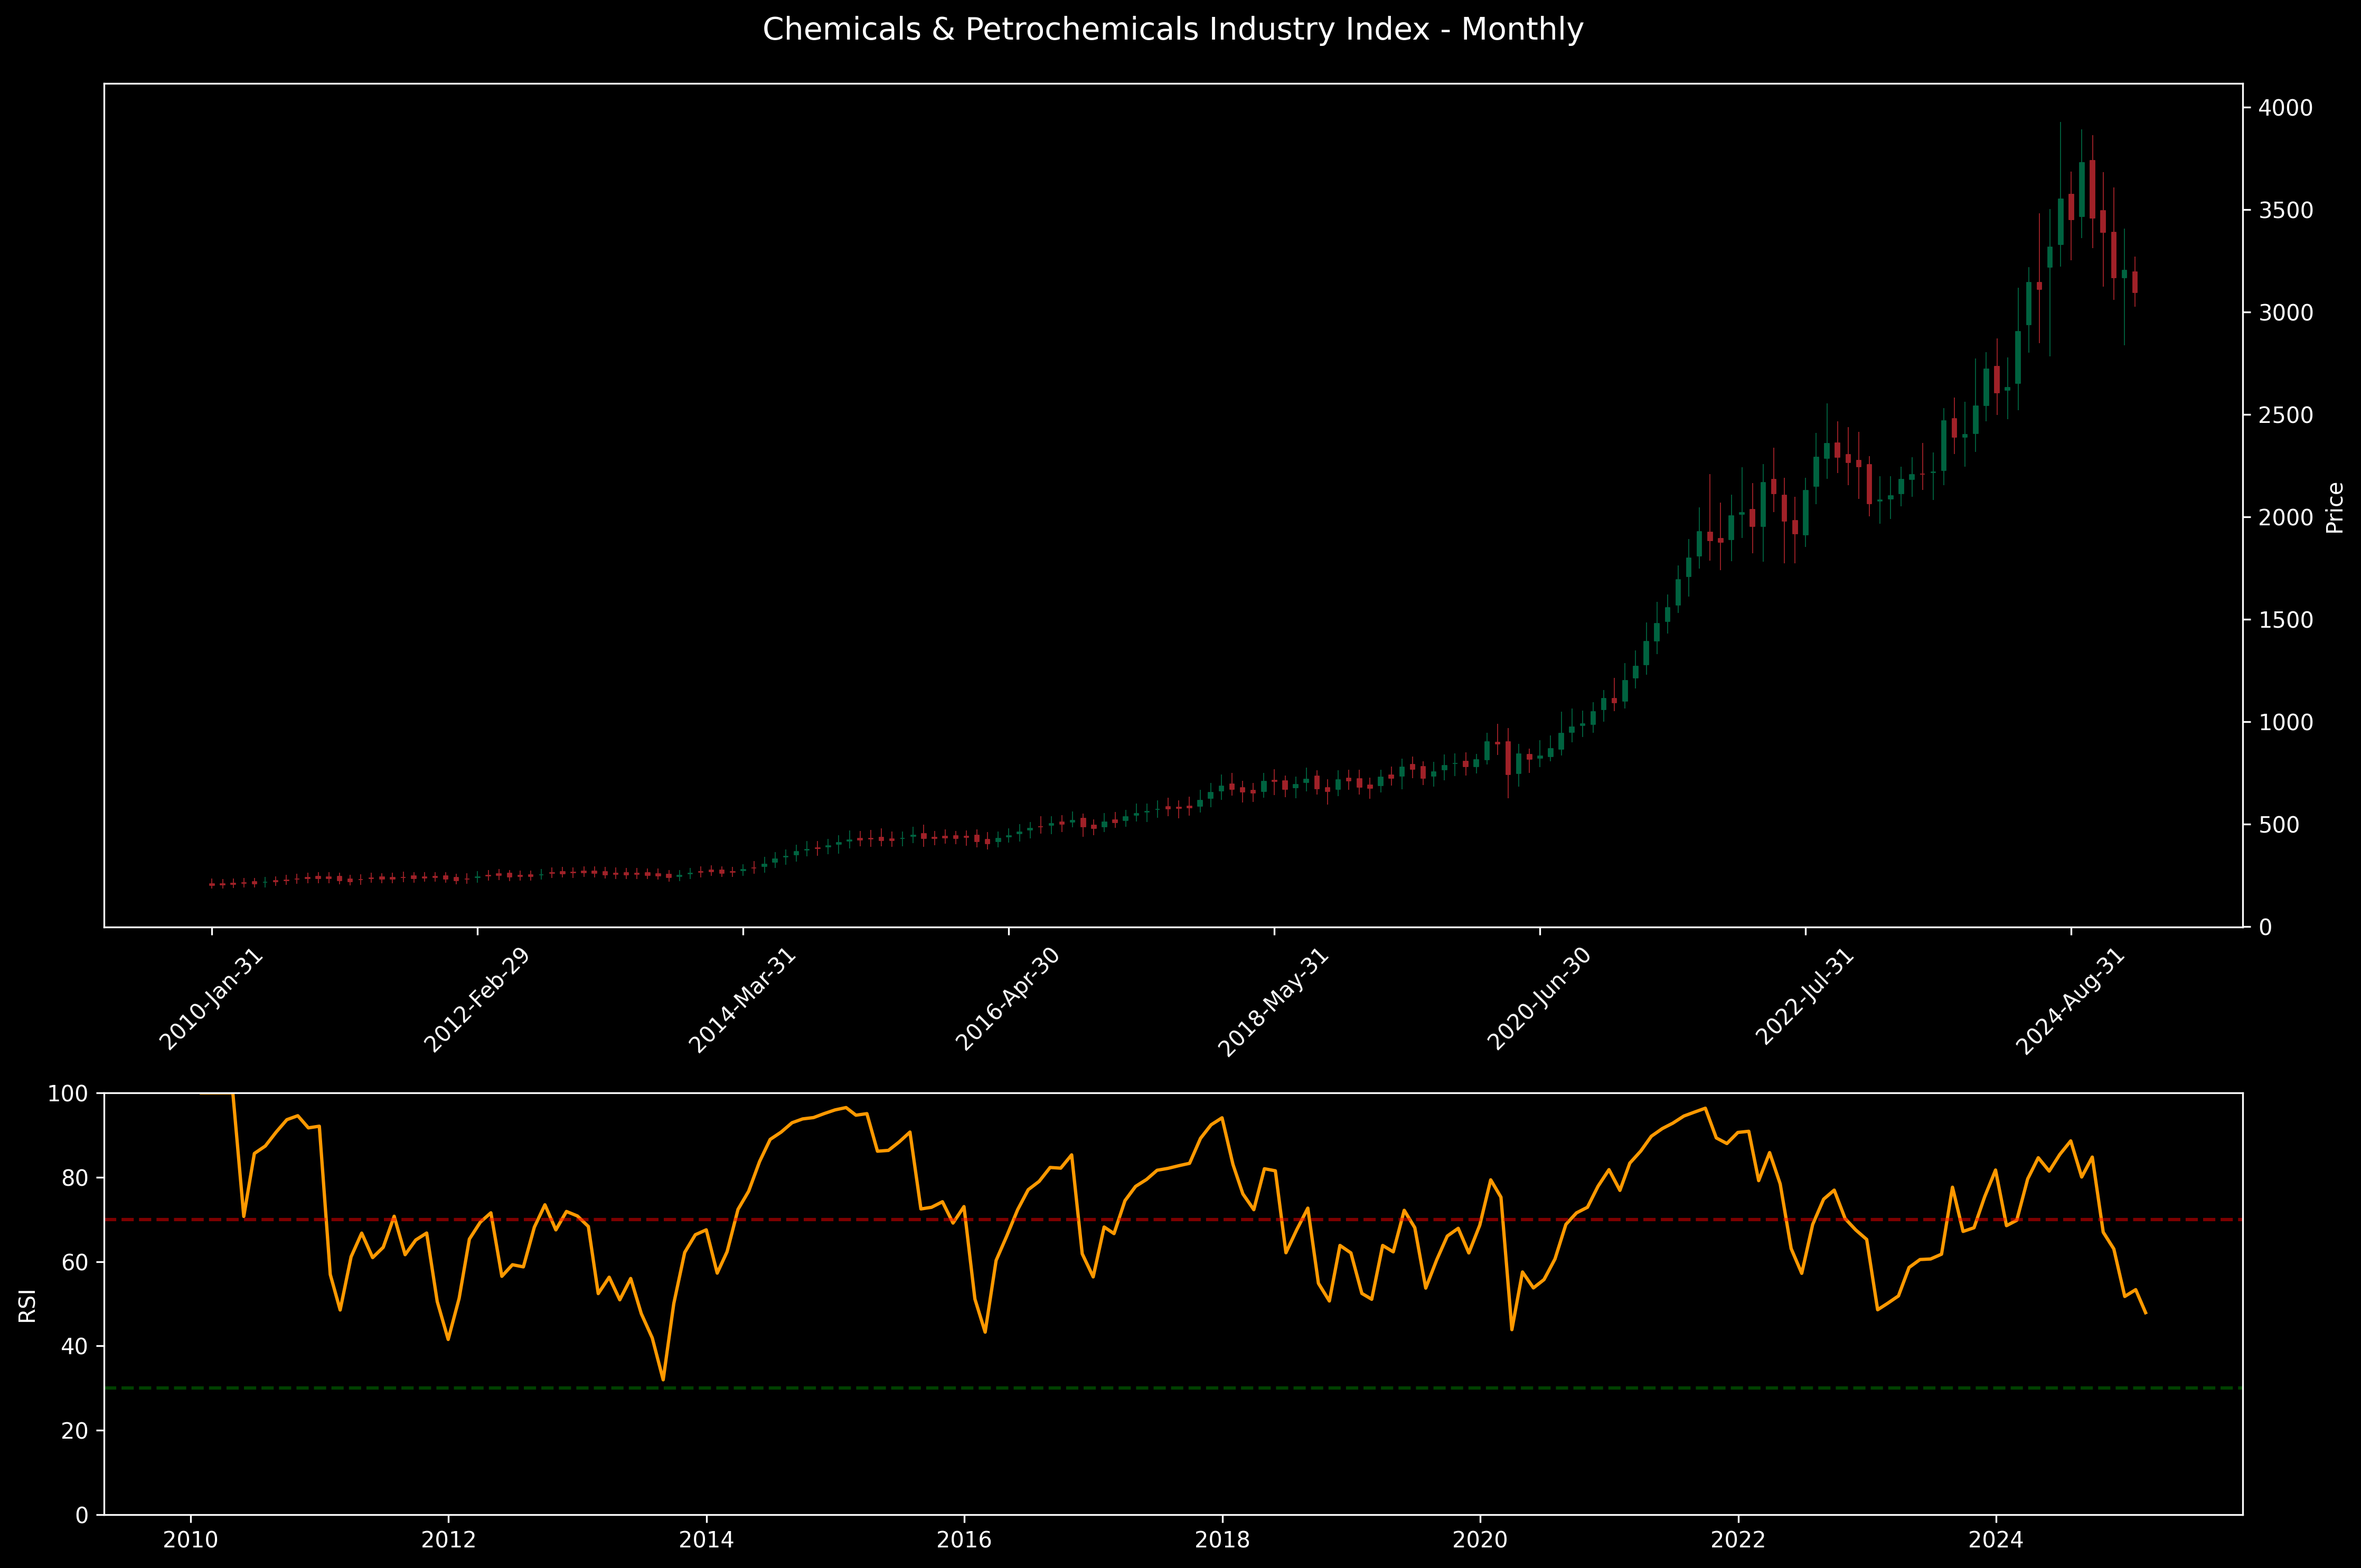 Chemicals & Petrochemicals Industry Index - Monthly
4000
3500
3000
2500
2000
1500
1000
500
0
Price
2010-Jan-31
2012-Feb-29
2014-Mar-31
2016-Apr-30
2018-May-31
2020-Jun-30
2022-Jul-31
2024-Aug-31
100
80
60
40
20
0
RSI
2010
2012
2014
2016
2018
2020
2022
2024